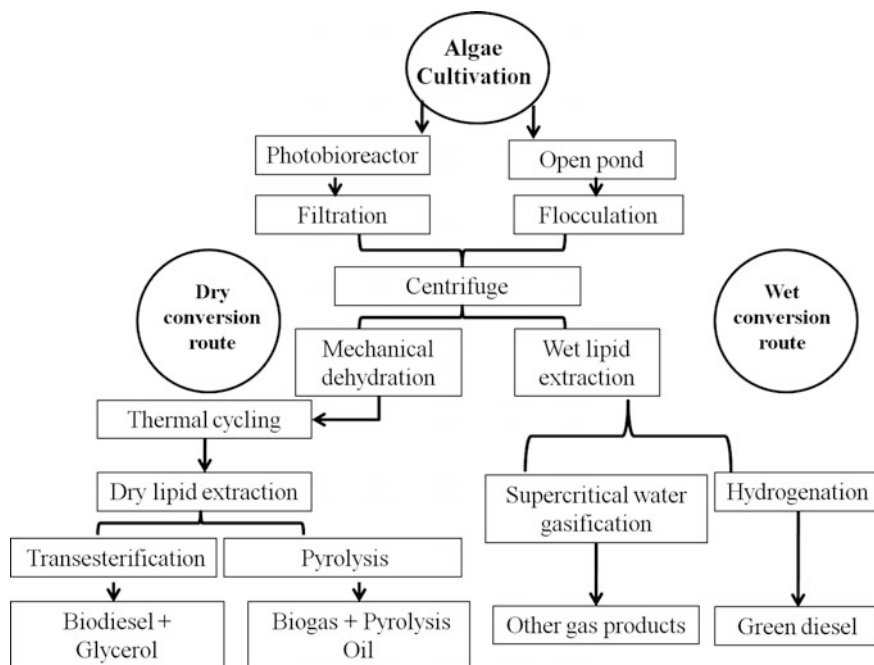 Algae
Cultivation
Photobioreactor
Open pond
Filtration
Flocculation
Centrifuge
Dry
conversion
route
Wet
conversion
route
Mechanical
dehydration
Wet lipid
extraction
Thermal cycling
Dry lipid extraction
Supercritical water
gasification
Hydrogenation
Transesterification
Pyrolysis
Biodiesel +
Glycerol
Biogas + Pyrolysis
Oil
Other gas products
Green diesel